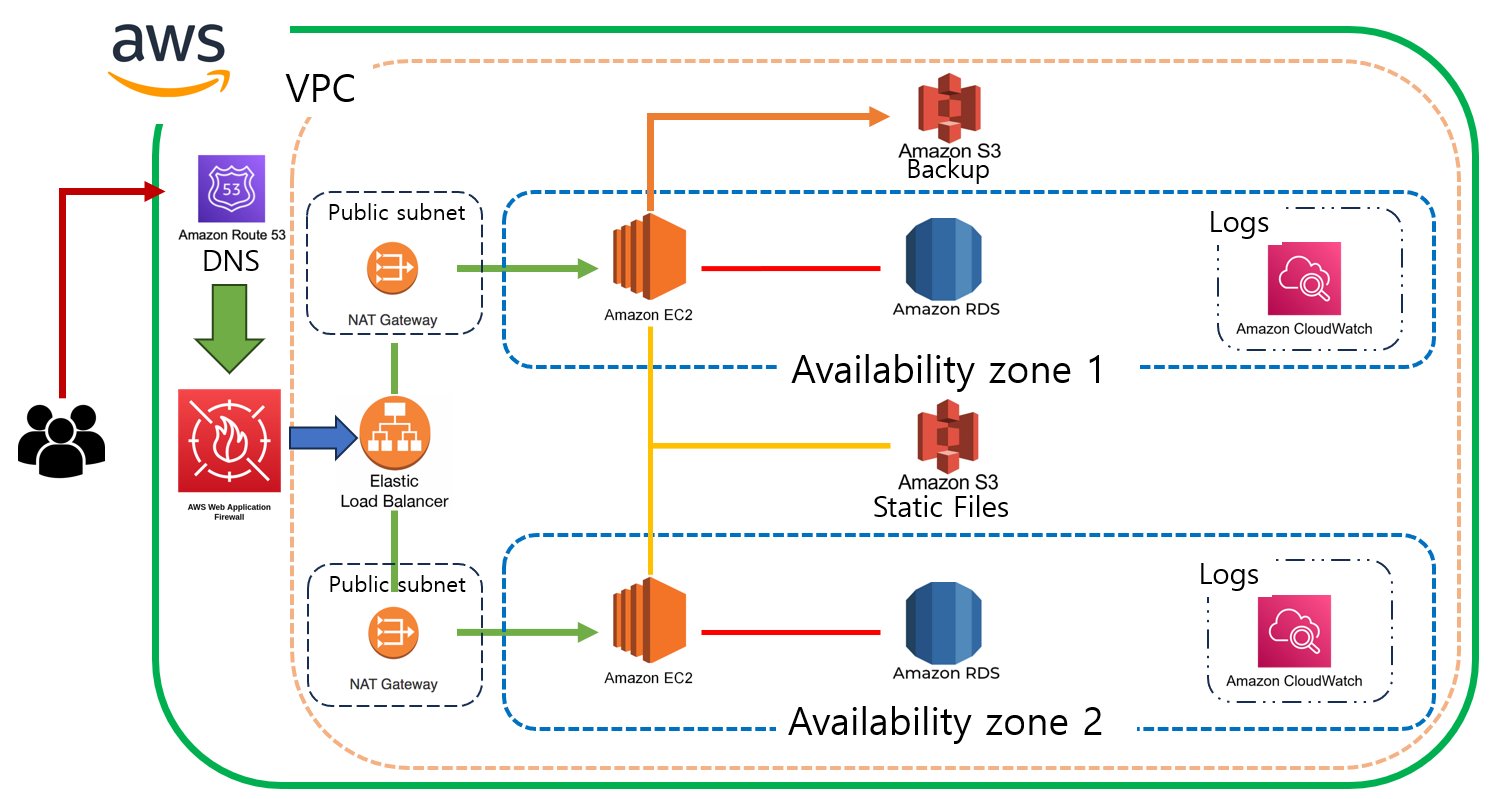 aws
VPC
53
Amazon Route 53
DNS
AWS Web Application
Firewall
Public subnet
NAT Gateway
Elastic
Load Balancer
Public subnet
NAT Gateway
Amazon S3
Backup
Amazon EC2
Amazon RDS
Logs
Amazon CloudWatch
Availability zone 1
Amazon S3
Static Files
Amazon EC2
Amazon RDS
Logs
Amazon CloudWatch
Availability zone 2